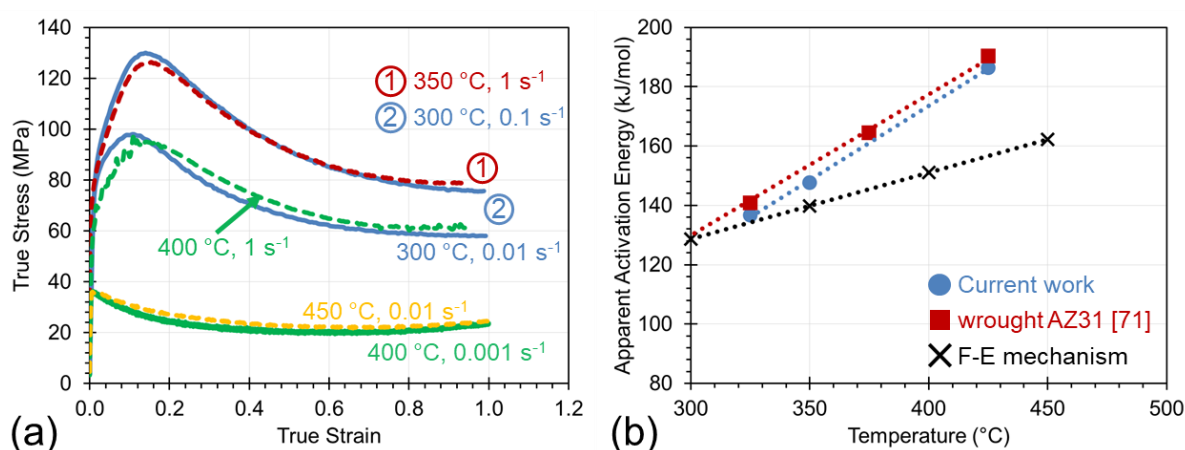 140
120
100
80
60
40
20
0
True Stress (MPa)
1 350 °C, 1 s⁻¹
2 300 °C, 0.1 s⁻¹
1
2
400 °C, 1 s⁻¹
300 °C, 0.01 s⁻¹
450 °C, 0.01 s⁻¹
400 °C, 0.001 s⁻¹
0.0 0.2 0.4 0.6 0.8 1.0 1.2
True Strain
(a)
200
180
160
140
120
100
80
Apparent Activation Energy (kJ/mol)
Current work
wrought AZ31 [71]
F-E mechanism
300 350 400 450 500
Temperature (°C)
(b)